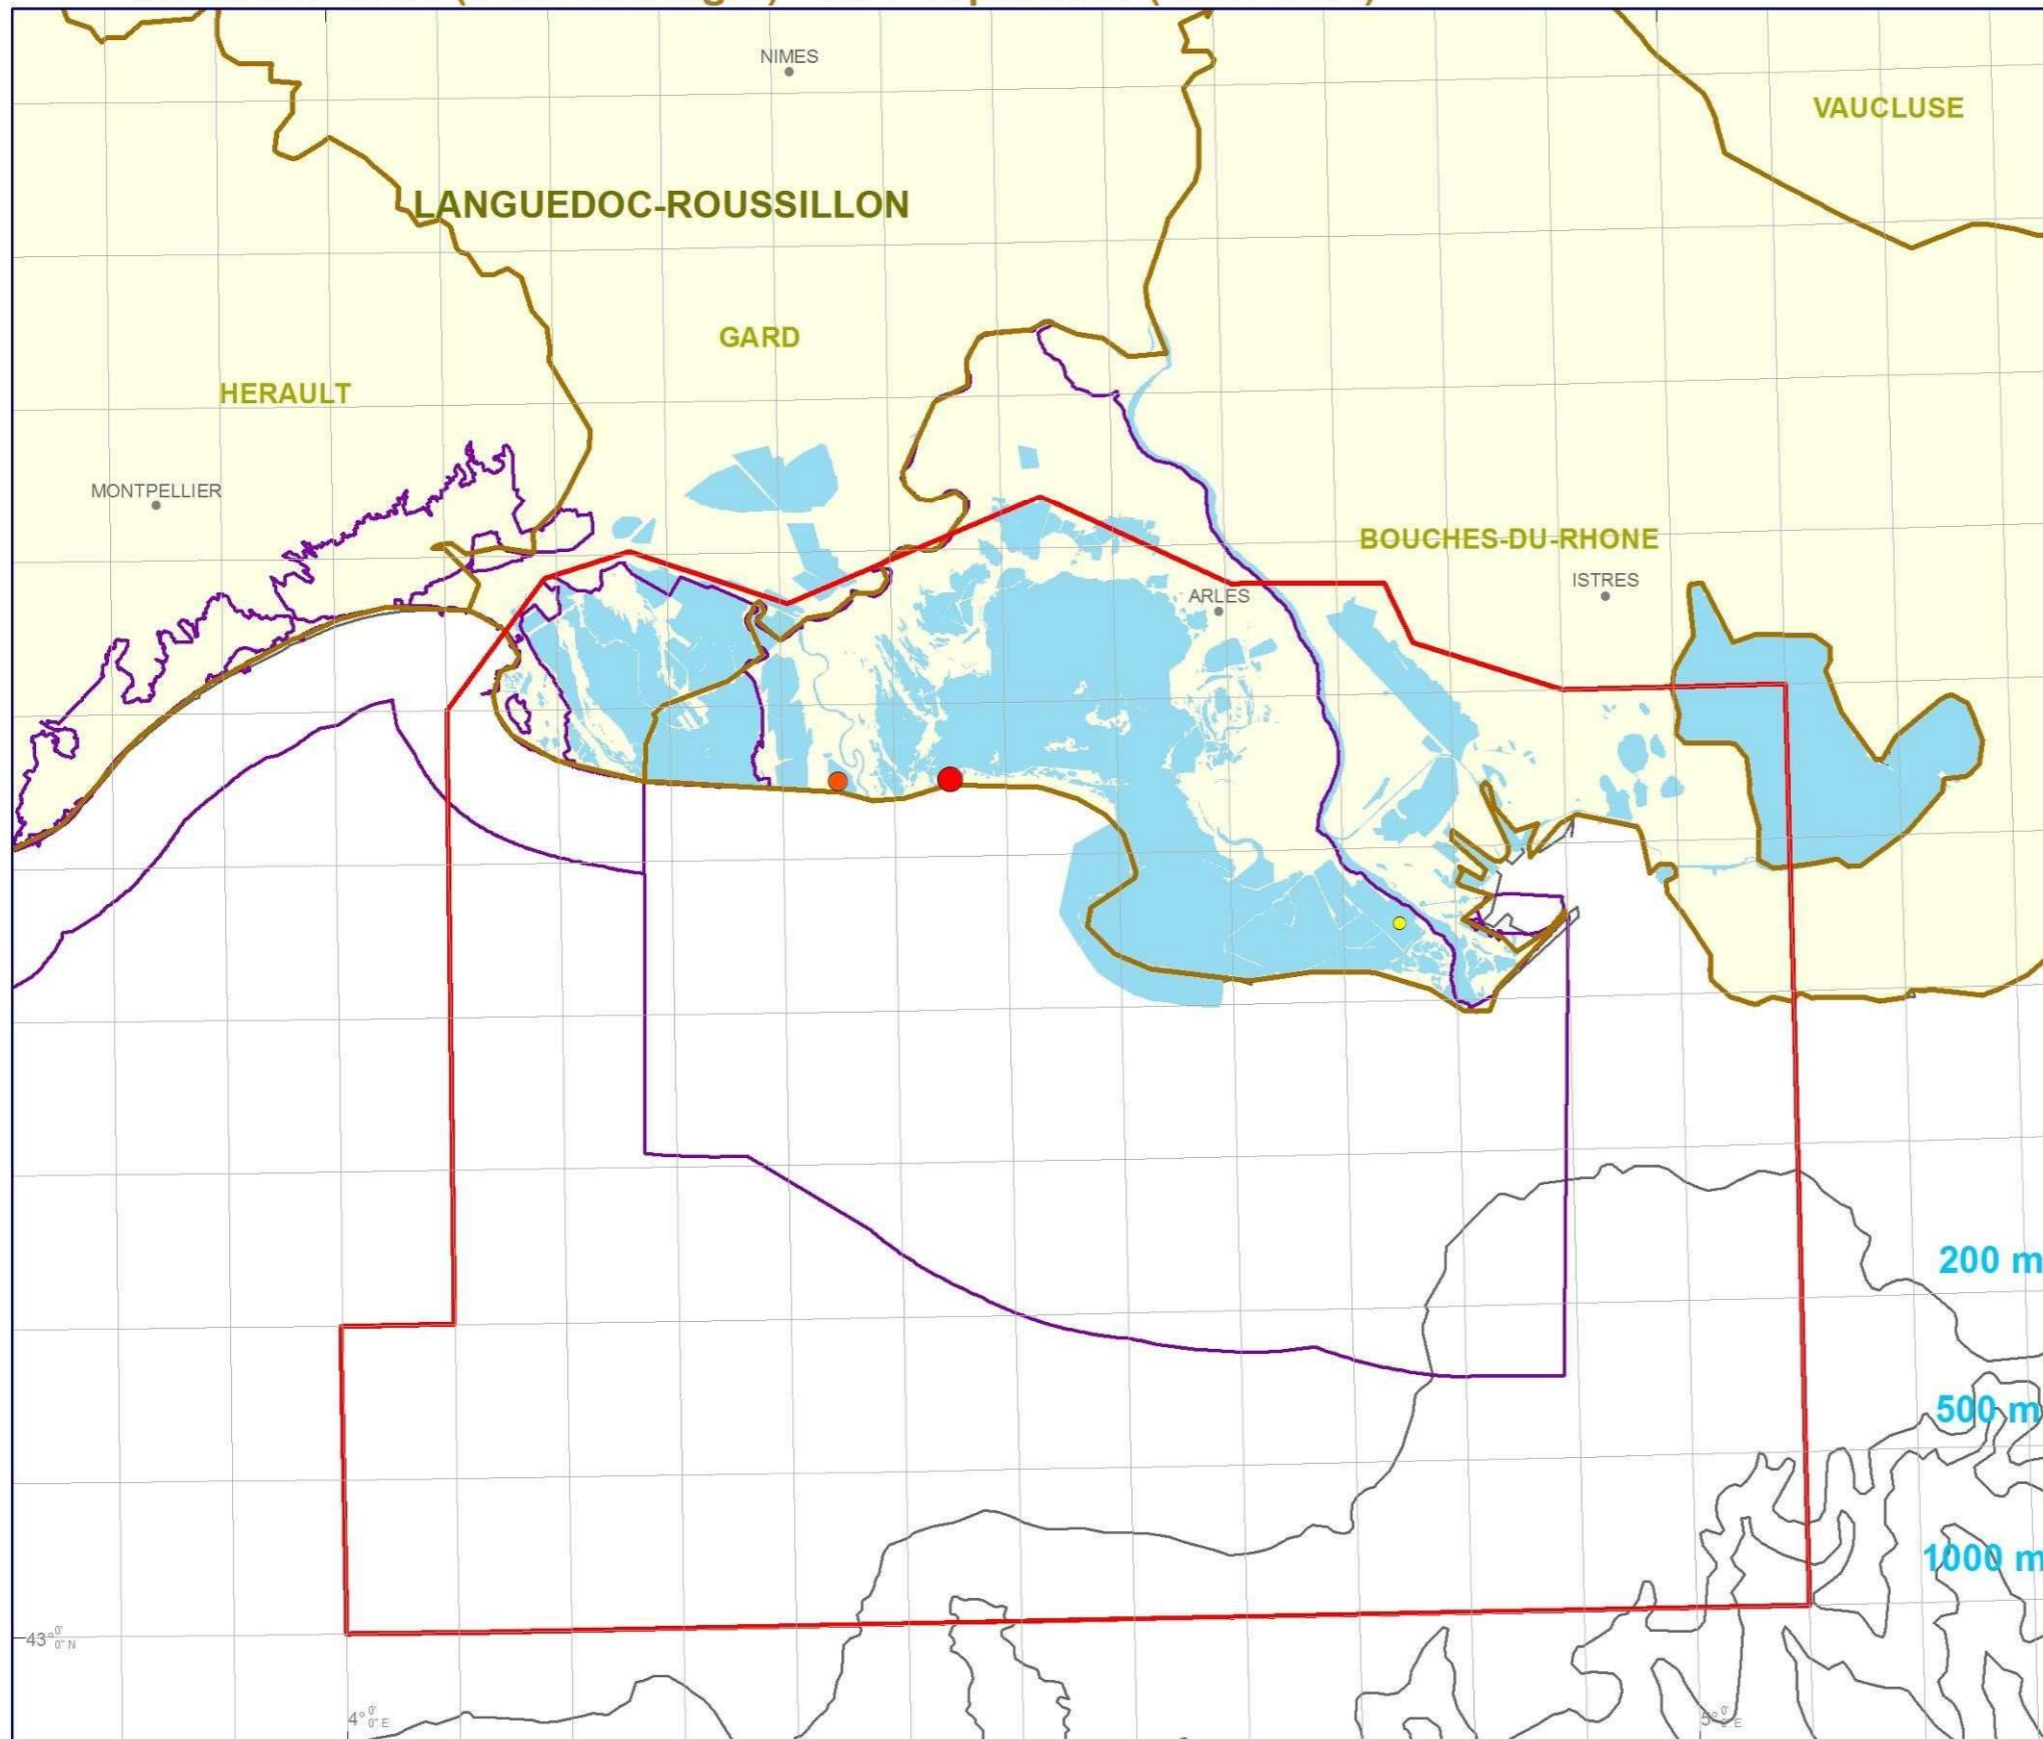 NIMES
VAUCLUSE
LANGUEDOC-ROUSSILLON
GARD
HERAULT
MONTPELLIER
BOUCHES-DU-RHONE
ISTRES
ARLES
200 m
500 m
1000 m
43°0'0" N
4°0'0" E
5°0'0" E